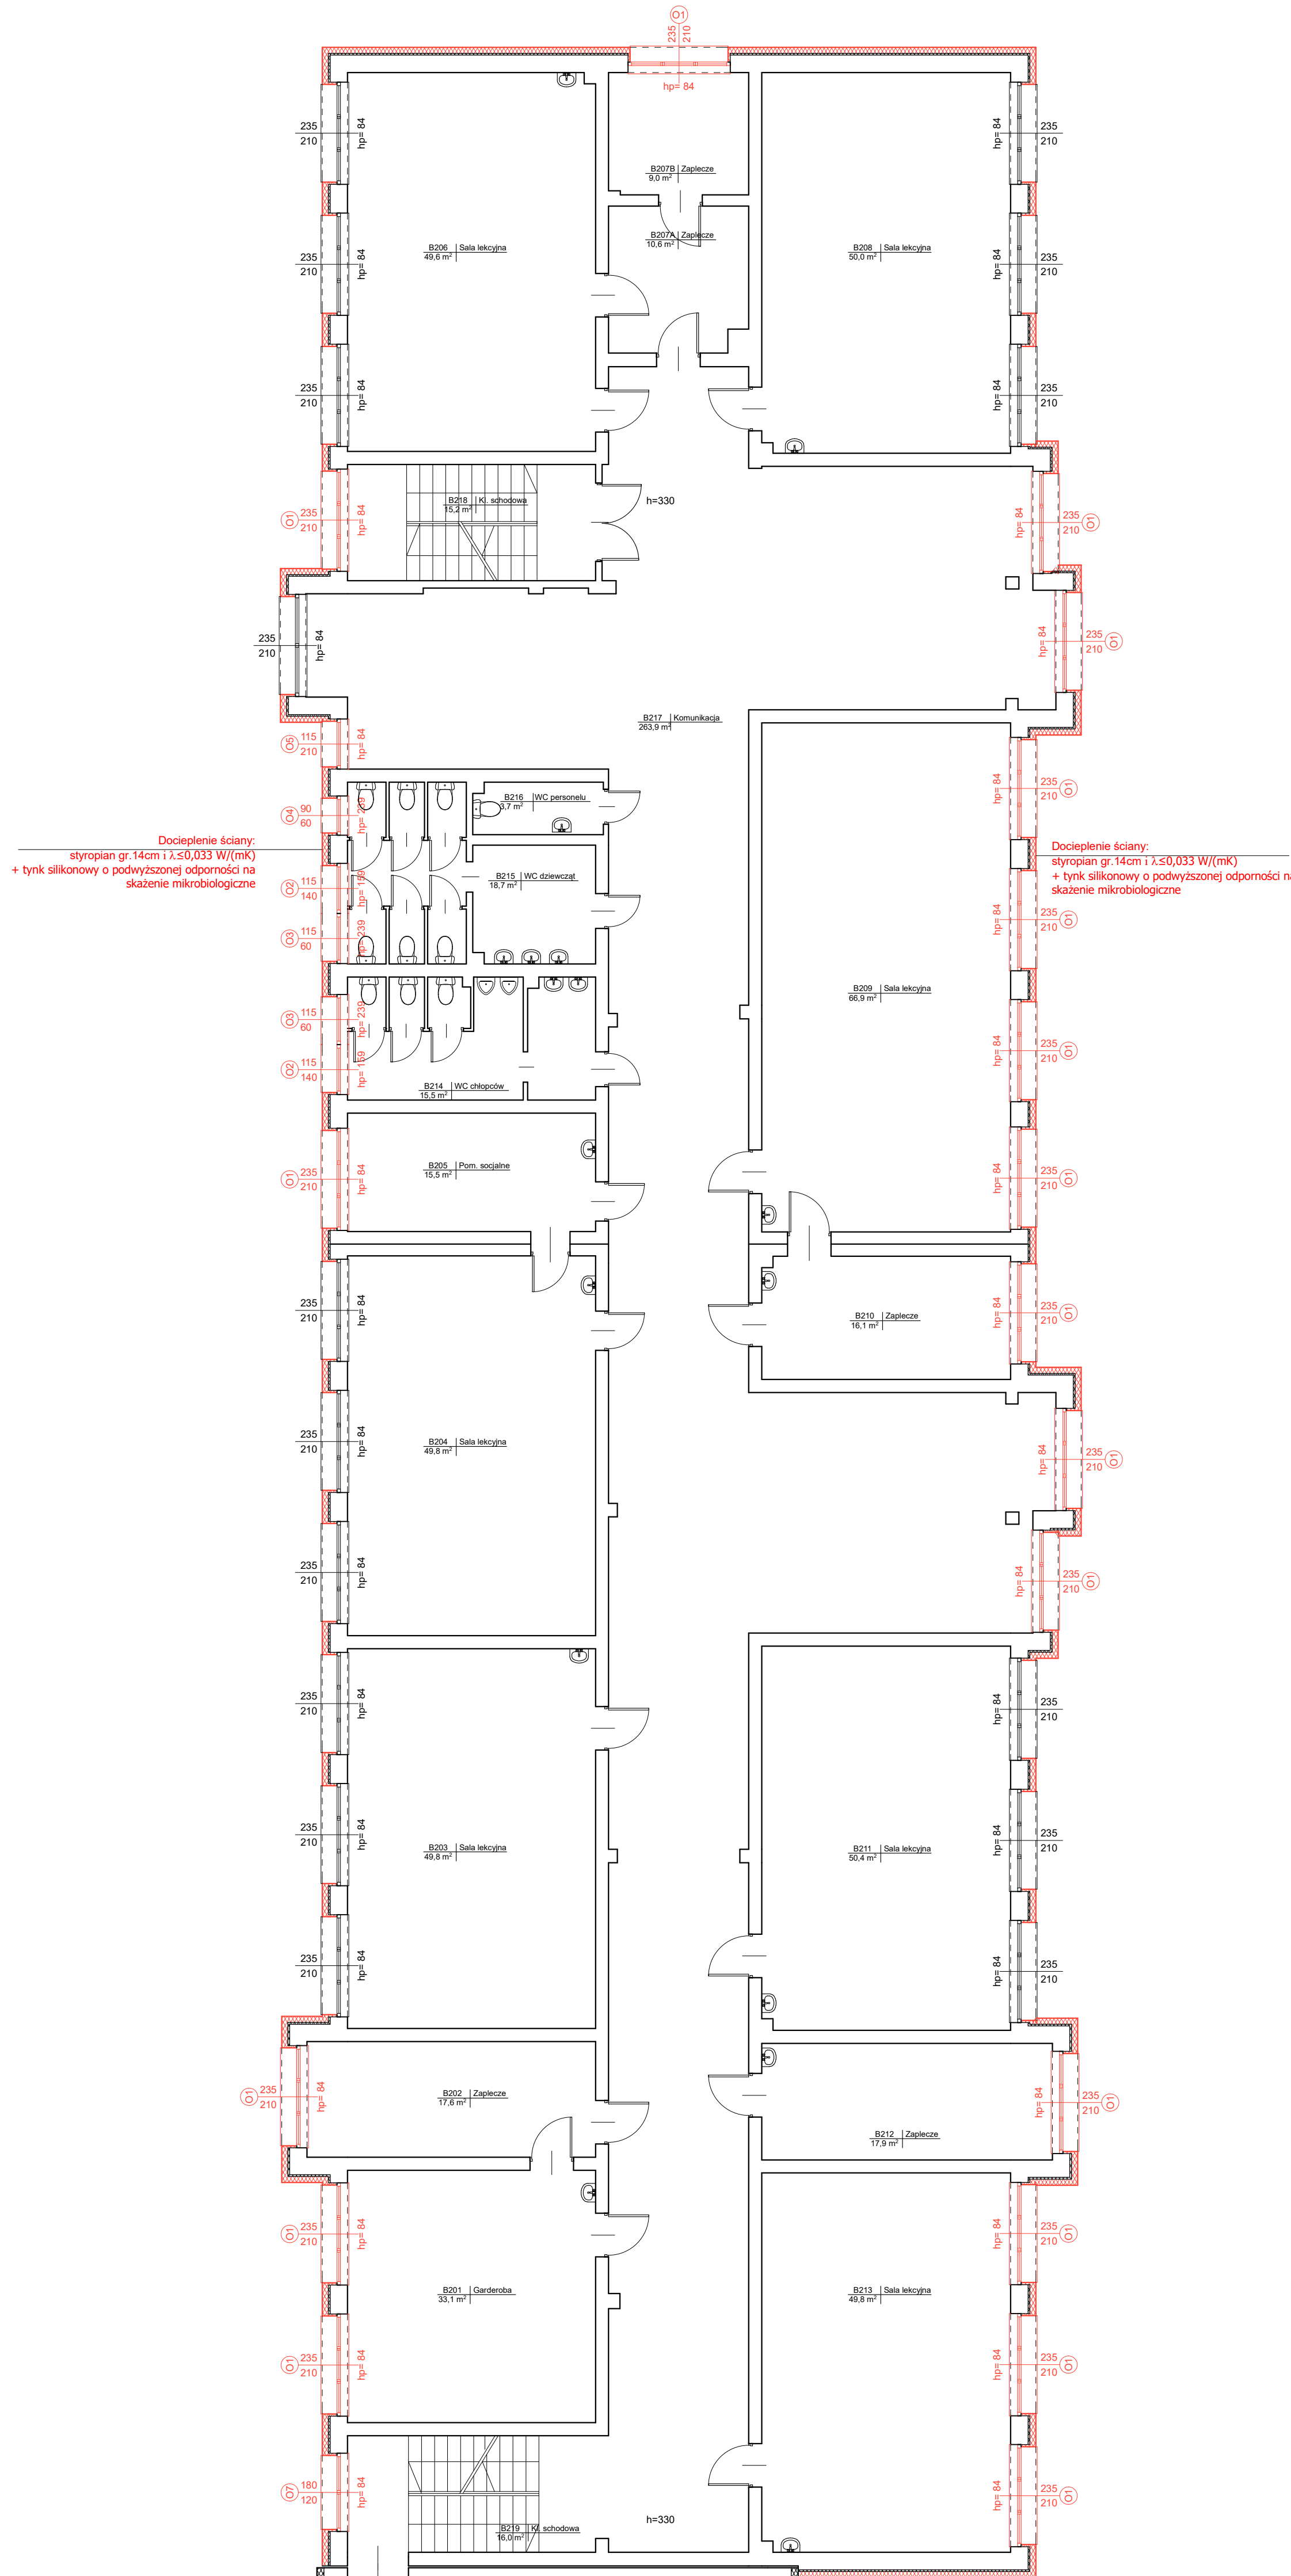 O1
235
210
hp= 84
235
210
hp= 84
hp= 84
235
210
B207B Zaplecze
9,0 m²
B207A Zaplecze
10,6 m²
B206 Sala lekcyjna
49,6 m²
B208 Sala lekcyjna
50,0 m²
235
210
hp= 84
hp= 84
235
210
235
210
hp= 84
hp= 84
235
210
B218 Kl. schodowa
15,2 m²
h=330
O1
235
210
hp= 84
hp= 84
235
210
O1
235
210
hp= 84
hp= 84
235
210
O1
B217 Komunikacja
263,9 m²
O5
115
210
hp= 84
hp= 84
235
210
O1
B216 WC personelu
3,7 m²
O4
90
60
hp= 239
Docieplenie ściany:
styropian gr.14cm i λ≤0,033 W/(mK)
+ tynk silikonowy o podwyższonej odporności na
skażenie mikrobiologiczne
Docieplenie ściany:
styropian gr.14cm i λ≤0,033 W/(mK)
+ tynk silikonowy o podwyższonej odporności na
skażenie mikrobiologiczne
B215 WC dziewcząt
18,7 m²
O2
115
140
hp= 159
O3
115
60
hp= 239
hp= 84
235
210
O1
B209 Sala lekcyjna
66,9 m²
O3
115
60
hp= 239
O2
115
140
hp= 159
hp= 84
235
210
O1
B214 WC chłopców
15,5 m²
B205 Pom. socjalne
15,5 m²
O1
235
210
hp= 84
hp= 84
235
210
O1
235
210
hp= 84
B210 Zaplecze
16,1 m²
hp= 84
235
210
O1
B204 Sala lekcyjna
49,8 m²
235
210
hp= 84
hp= 84
235
210
O1
235
210
hp= 84
hp= 84
235
210
O1
235
210
hp= 84
hp= 84
235
210
B203 Sala lekcyjna
49,8 m²
B211 Sala lekcyjna
50,4 m²
235
210
hp= 84
hp= 84
235
210
235
210
hp= 84
hp= 84
235
210
B202 Zaplecze
17,6 m²
O1
235
210
hp= 84
hp= 84
235
210
O1
B212 Zaplecze
17,9 m²
O1
235
210
hp= 84
hp= 84
235
210
O1
B201 Garderoba
33,1 m²
B213 Sala lekcyjna
49,8 m²
O1
235
210
hp= 84
hp= 84
235
210
O1
O7
180
120
hp= 84
hp= 84
235
210
O1
B219 Kl. schodowa
16,0 m²
h=330